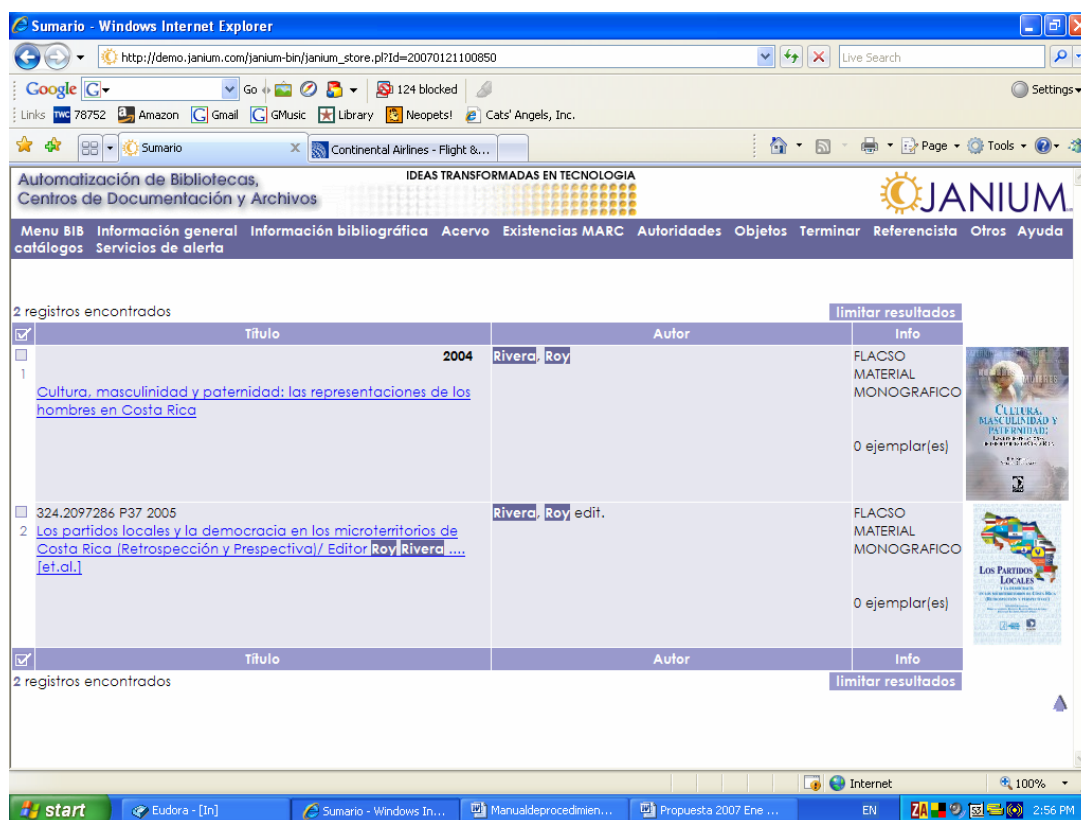 Sumario - Windows Internet Explorer
http://demo.janium.com/janium-bin/janium_store.pl?Id=20070121100850
Live Search
Google G Go 124 blocked Settings
Links TWC 78752 Amazon Gmail GMusic Library Neopets! Cats' Angels, Inc.
Sumario Continental Airlines - Flight &... Page Tools
Automatización de Bibliotecas,
Centros de Documentación y Archivos
IDEAS TRANSFORMADAS EN TECNOLOGIA
JANIUM
Menu BIB Información general Información bibliográfica Acervo Existencias MARC Autoridades Objetos Terminar Referencista Otros Ayuda
catálogos Servicios de alerta
2 registros encontrados limitar resultados
Título Autor Info
1
2004
Cultura, masculinidad y paternidad: las representaciones de los
hombres en Costa Rica
Rivera, Roy
FLACSO
MATERIAL
MONOGRAFICO
0 ejemplar(es)
CULTURA,
MASCULINIDAD Y
PATERNIDAD:
2
324.2097286 P37 2005
Los partidos locales y la democracia en los microterritorios de
Costa Rica (Retrospección y Prespectiva)/ Editor Roy Rivera ....
[et.al.]
Rivera, Roy edit.
FLACSO
MATERIAL
MONOGRAFICO
0 ejemplar(es)
LOS PARTIDOS
LOCALES
Título Autor Info
2 registros encontrados limitar resultados
Internet 100%
start Eudora - [In] Sumario - Windows In... Manualdeprocedimien... Propuesta 2007 Ene ... EN ZA 2:56 PM